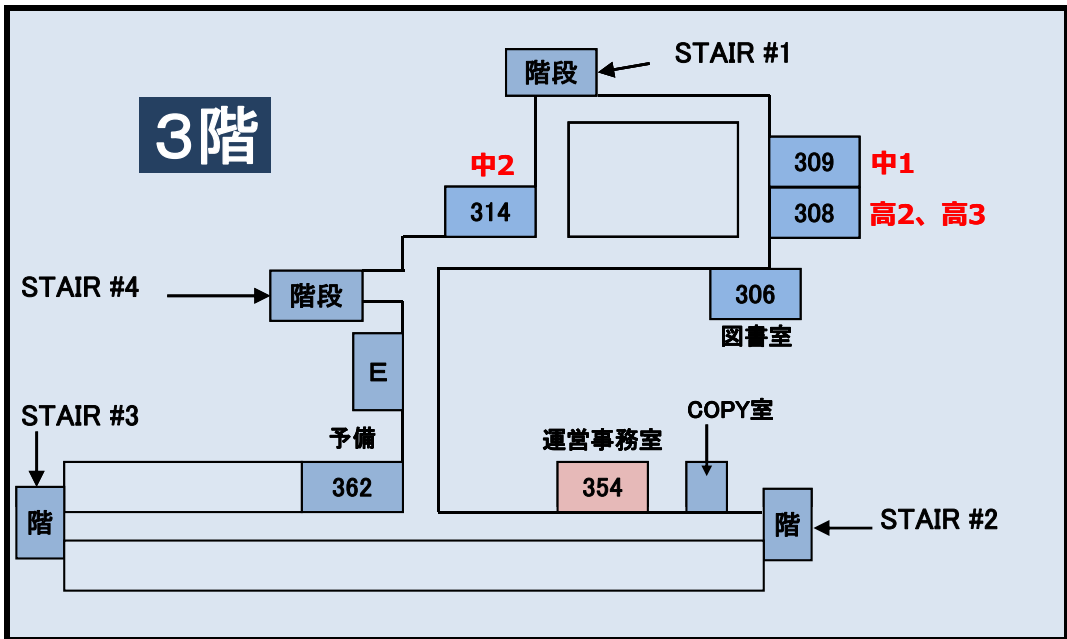 階段
STAIR #1
3階
中2
309
中1
314
308
高2、高3
STAIR #4
階段
306
図書室
E
STAIR #3
予備
運営事務室
COPY室
362
354
階
階
STAIR #2